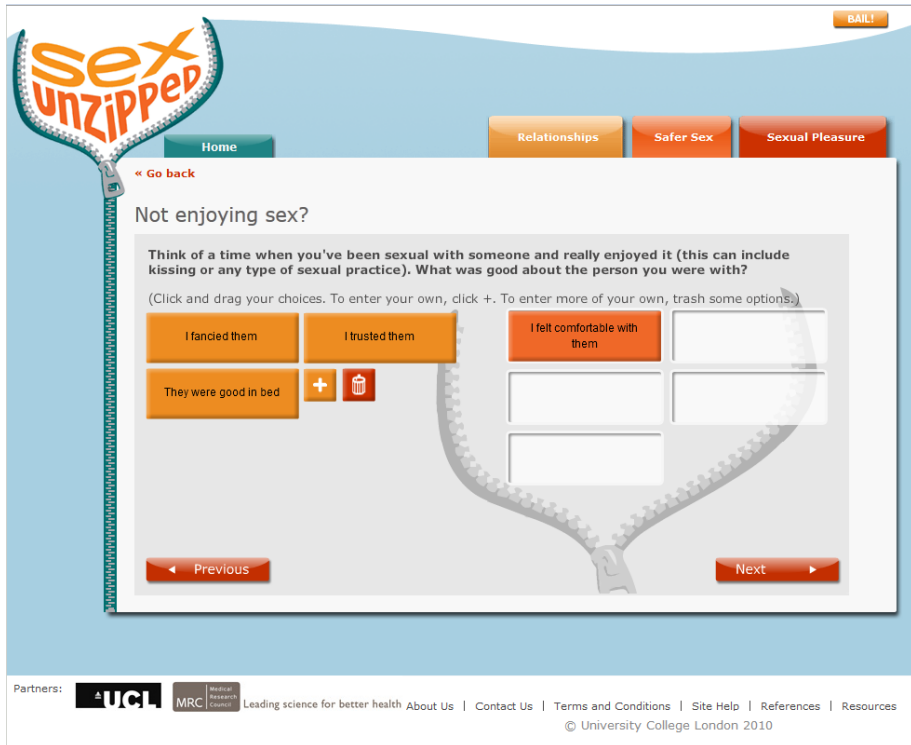 BAIL!
sex
unzipped
Home
Relationships
Safer Sex
Sexual Pleasure
« Go back
Not enjoying sex?
Think of a time when you've been sexual with someone and really enjoyed it (this can include
kissing or any type of sexual practice). What was good about the person you were with?
(Click and drag your choices. To enter your own, click +. To enter more of your own, trash some options.)
I fancied them
I trusted them
I felt comfortable with
them
They were good in bed
+
Previous
Next
Partners:
UCL
MRC
Medical
Research
Council
Leading science for better health
About Us | Contact Us | Terms and Conditions | Site Help | References | Resources
© University College London 2010